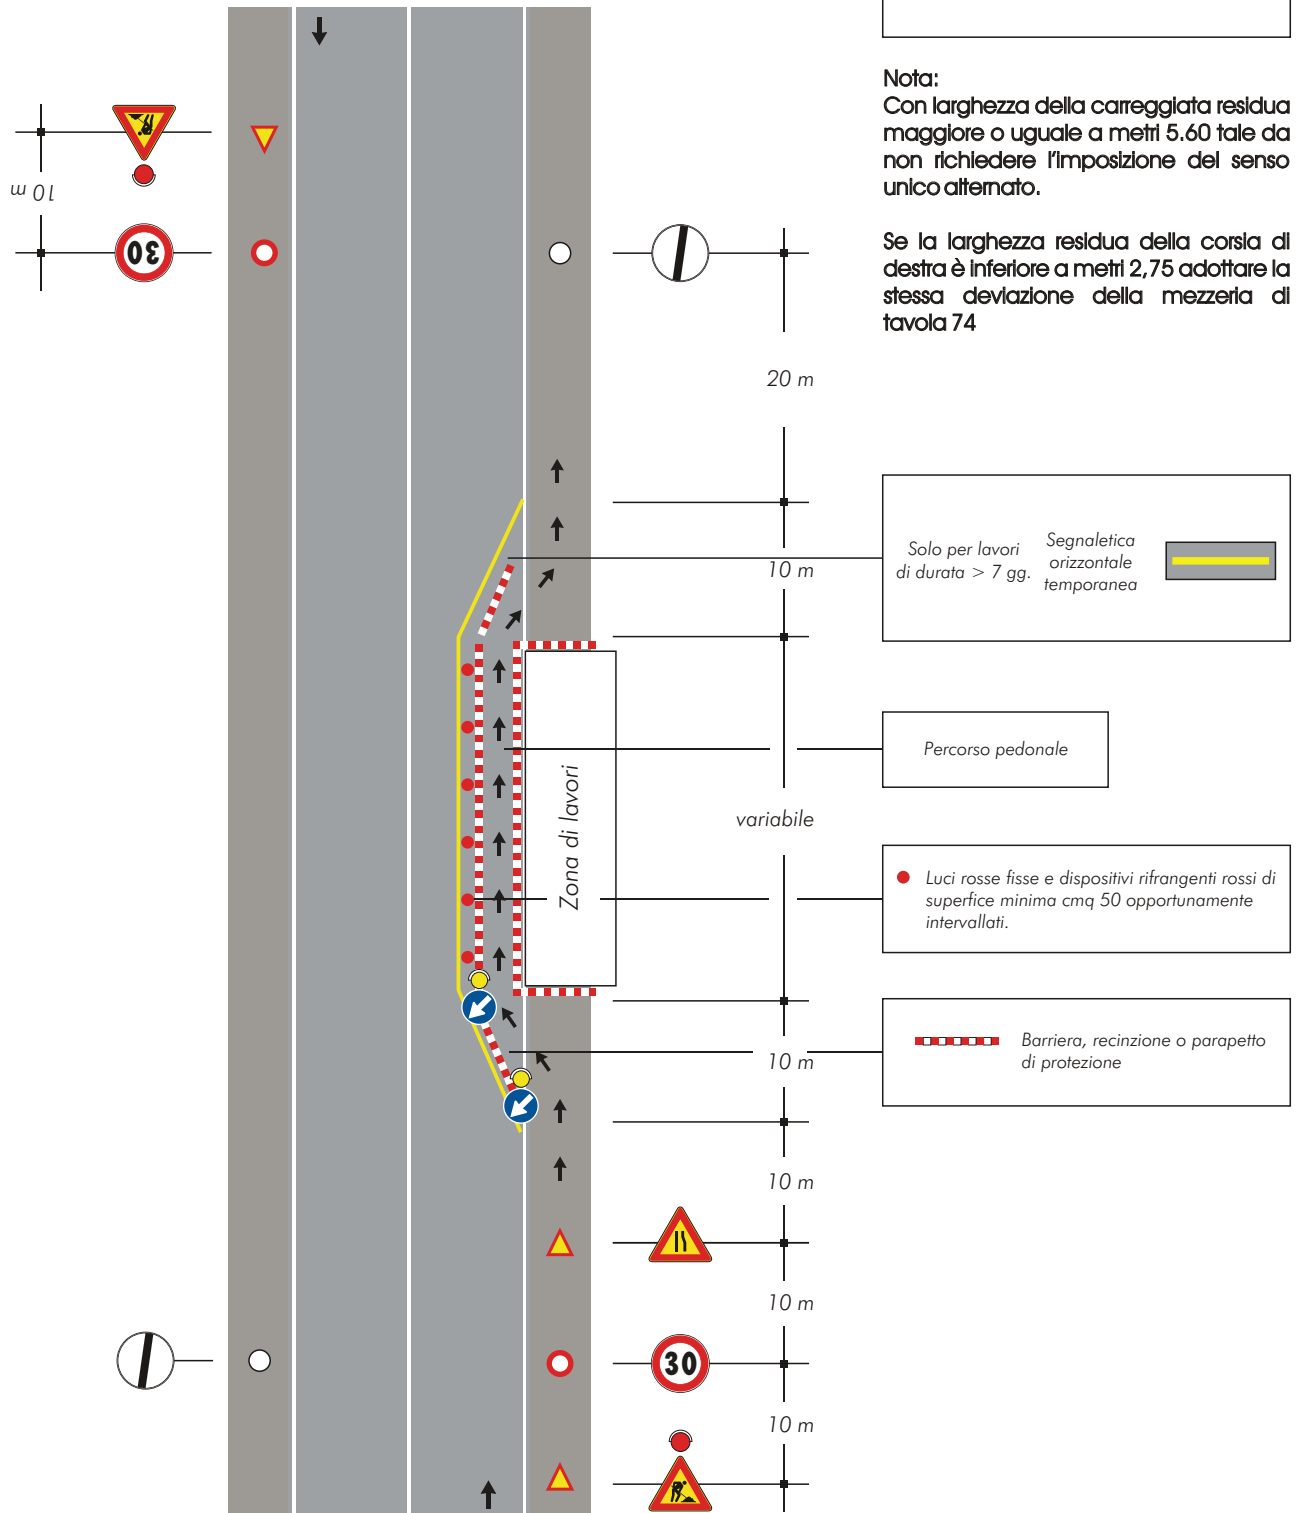 Nota:
Con larghezza della carreggiata residua
maggiore o uguale a metri 5.60 tale da
non richiedere l'imposizione del senso
unico alternato.
Se la larghezza residua della corsia di
destra è inferiore a metri 2,75 adottare la
stessa deviazione della mezzeria di
tavola 74
10 m
30
20 m
10 m
Solo per lavori
di durata > 7 gg.
Segnaletica
orizzontale
temporanea
Percorso pedonale
Zona di lavori
variabile
Luci rosse fisse e dispositivi rifrangenti rossi di
superfice minima cmq 50 opportunamente
intervallati.
Barriera, recinzione o parapetto
di protezione
10 m
10 m
10 m
30
10 m